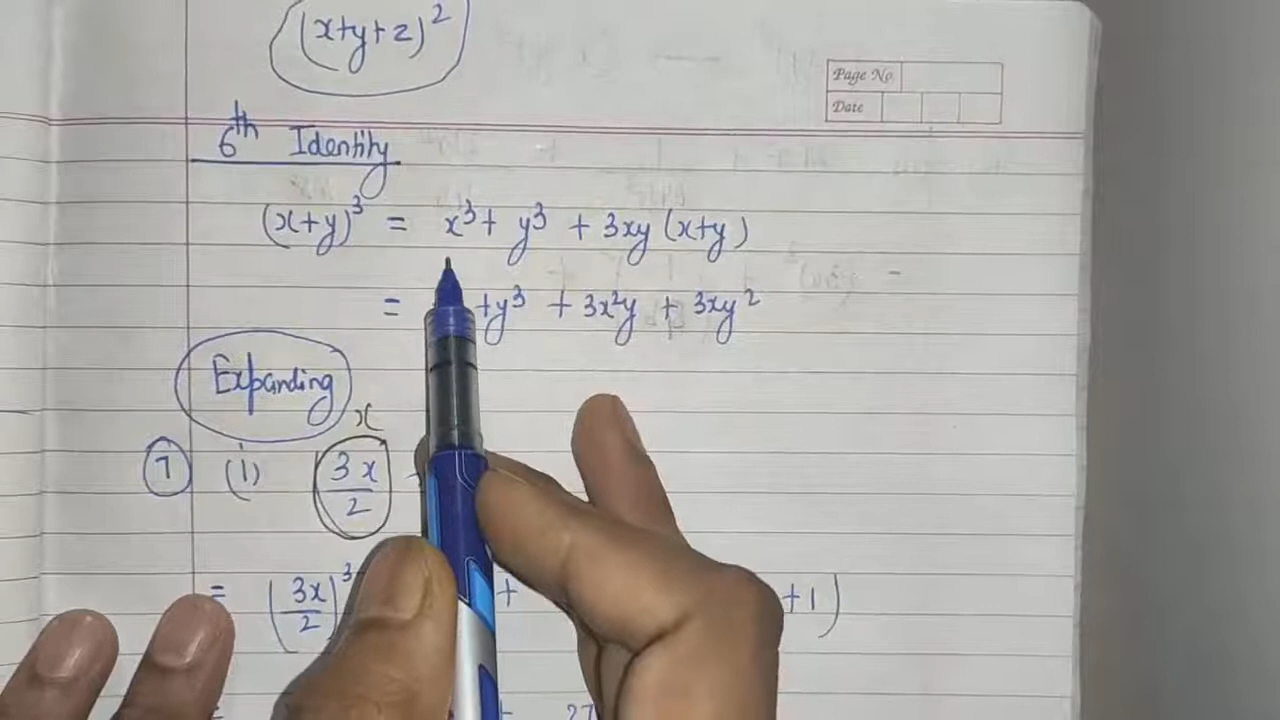 (x+y+z)²
Page No.
Date
6th Identity
(x+y)³ = x³ + y³ + 3xy (x+y)
= +y³ + 3x²y + 3xy²
Expanding
x
7 (i) 3x/2
= (3x/2)³ + +1)
= + 27